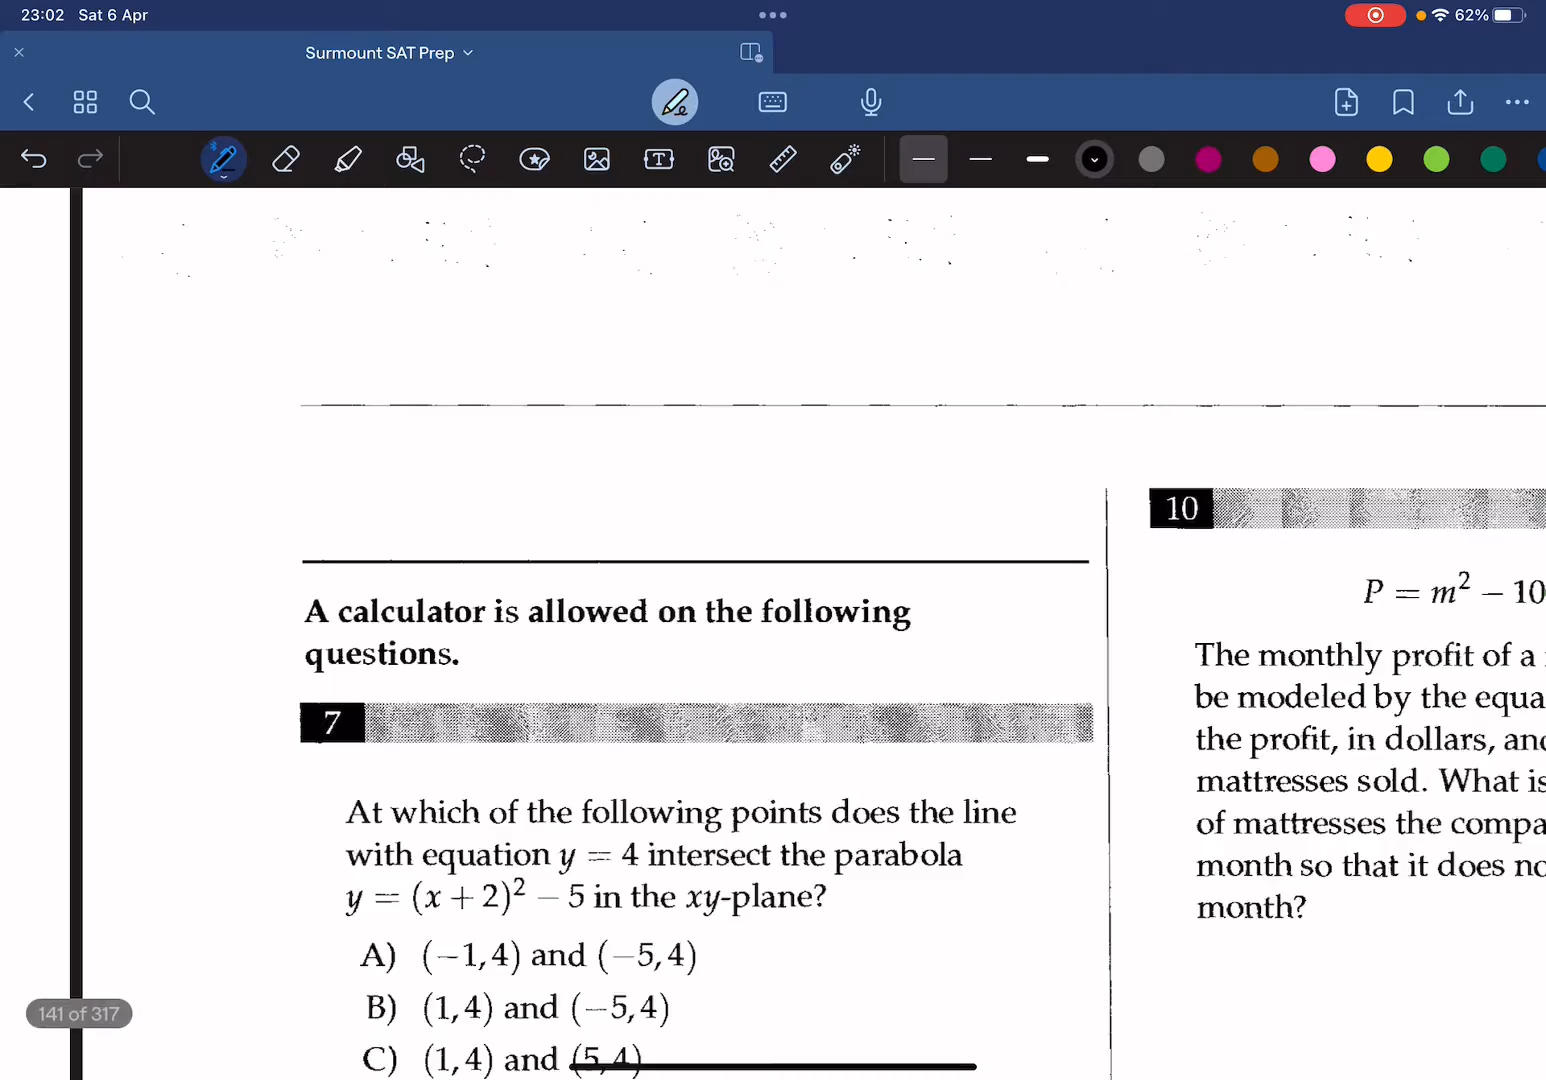 23:02 Sat 6 Apr
62%
Surmount SAT Prep
T
A calculator is allowed on the following
questions.
7
At which of the following points does the line
with equation y = 4 intersect the parabola
y = (x + 2)² − 5 in the xy-plane?
A) (−1, 4) and (−5, 4)
B) (1, 4) and (−5, 4)
C) (1, 4) and (5, 4)
141 of 317
10
P = m² − 10
The monthly profit of a
be modeled by the equa
the profit, in dollars, and
mattresses sold. What is
of mattresses the compa
month so that it does no
month?